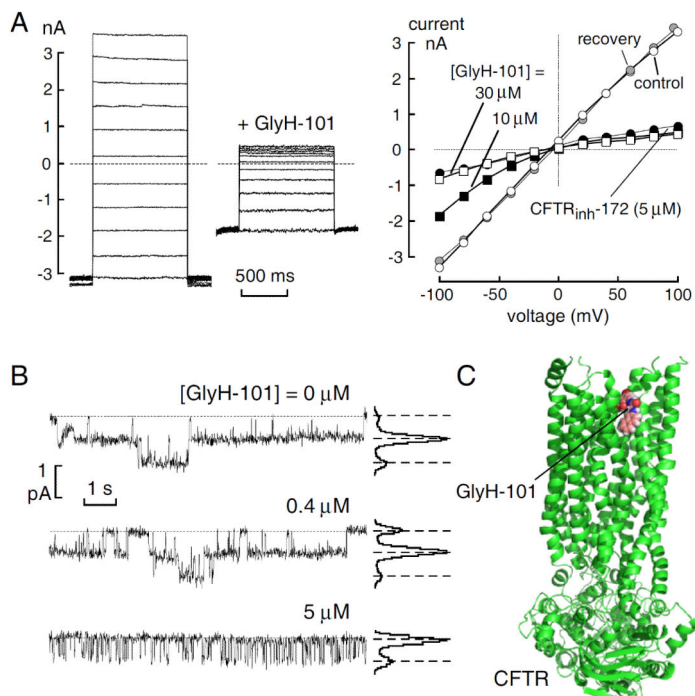 A
nA
3
2
1
0
-1
-2
-3
+ GlyH-101
500 ms
current
nA
3
2
1
0
-1
-2
-3
recovery
control
[GlyH-101] =
30 µM
10 µM
CFTRinh-172 (5 µM)
-100 -50 0 50 100
voltage (mV)
B
[GlyH-101] = 0 µM
1
pA
1 s
0.4 µM
5 µM
C
GlyH-101
CFTR